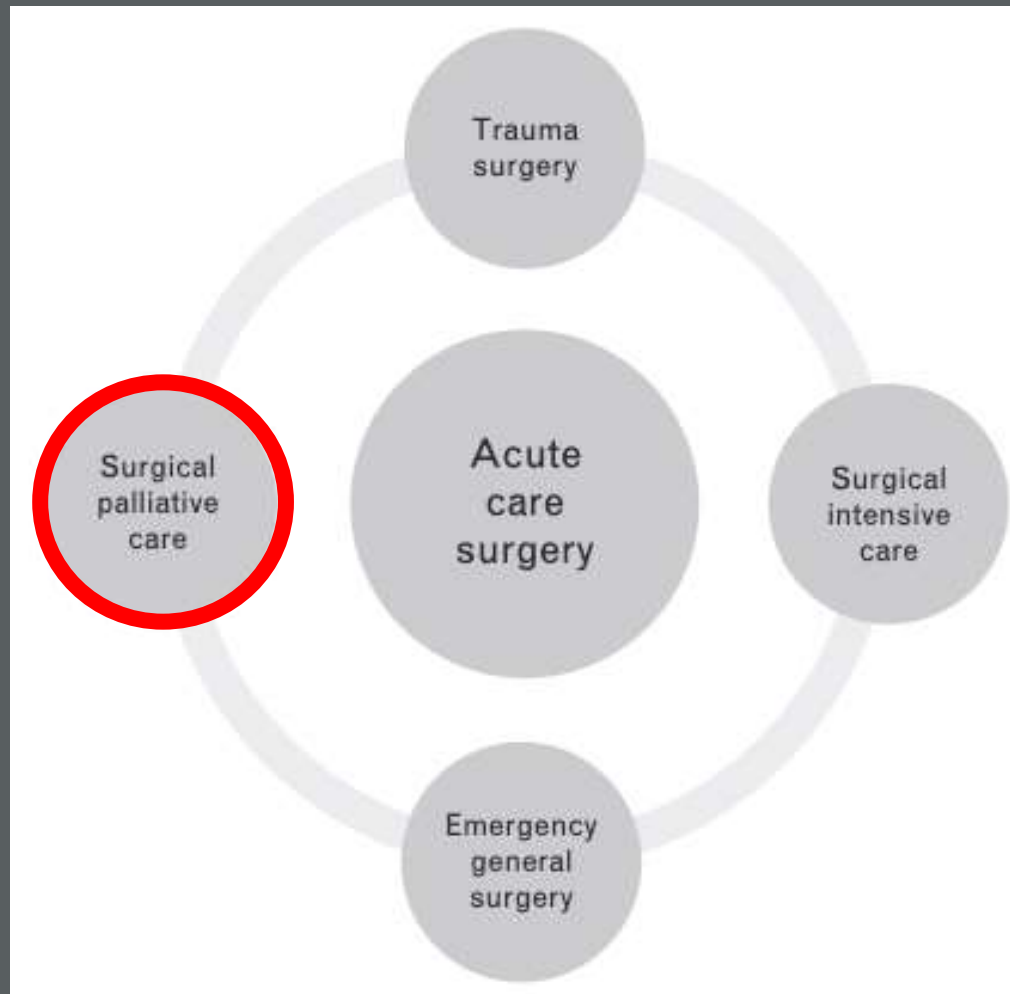 Trauma
surgery
Surgical
palliative
care
Acute
care
surgery
Surgical
intensive
care
Emergency
general
surgery